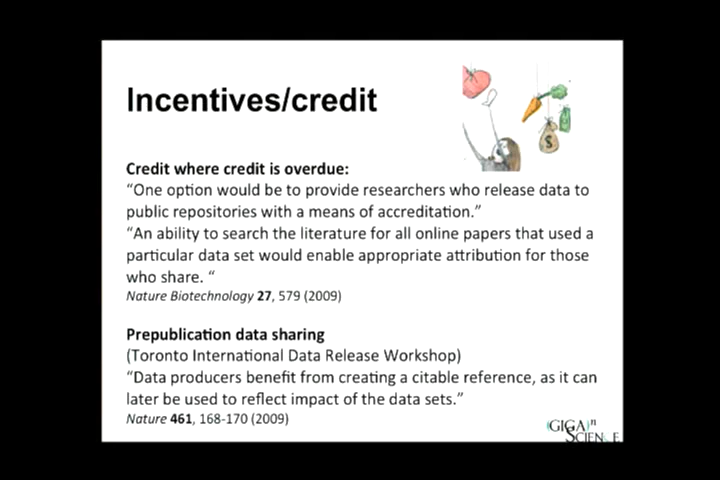 Incentives/credit
$
Credit where credit is overdue:
“One option would be to provide researchers who release data to
public repositories with a means of accreditation.”
“An ability to search the literature for all online papers that used a
particular data set would enable appropriate attribution for those
who share. “
Nature Biotechnology 27, 579 (2009)
Prepublication data sharing
(Toronto International Data Release Workshop)
“Data producers benefit from creating a citable reference, as it can
later be used to reflect impact of the data sets.”
Nature 461, 168-170 (2009)
(GIGA)n
SCIENCE